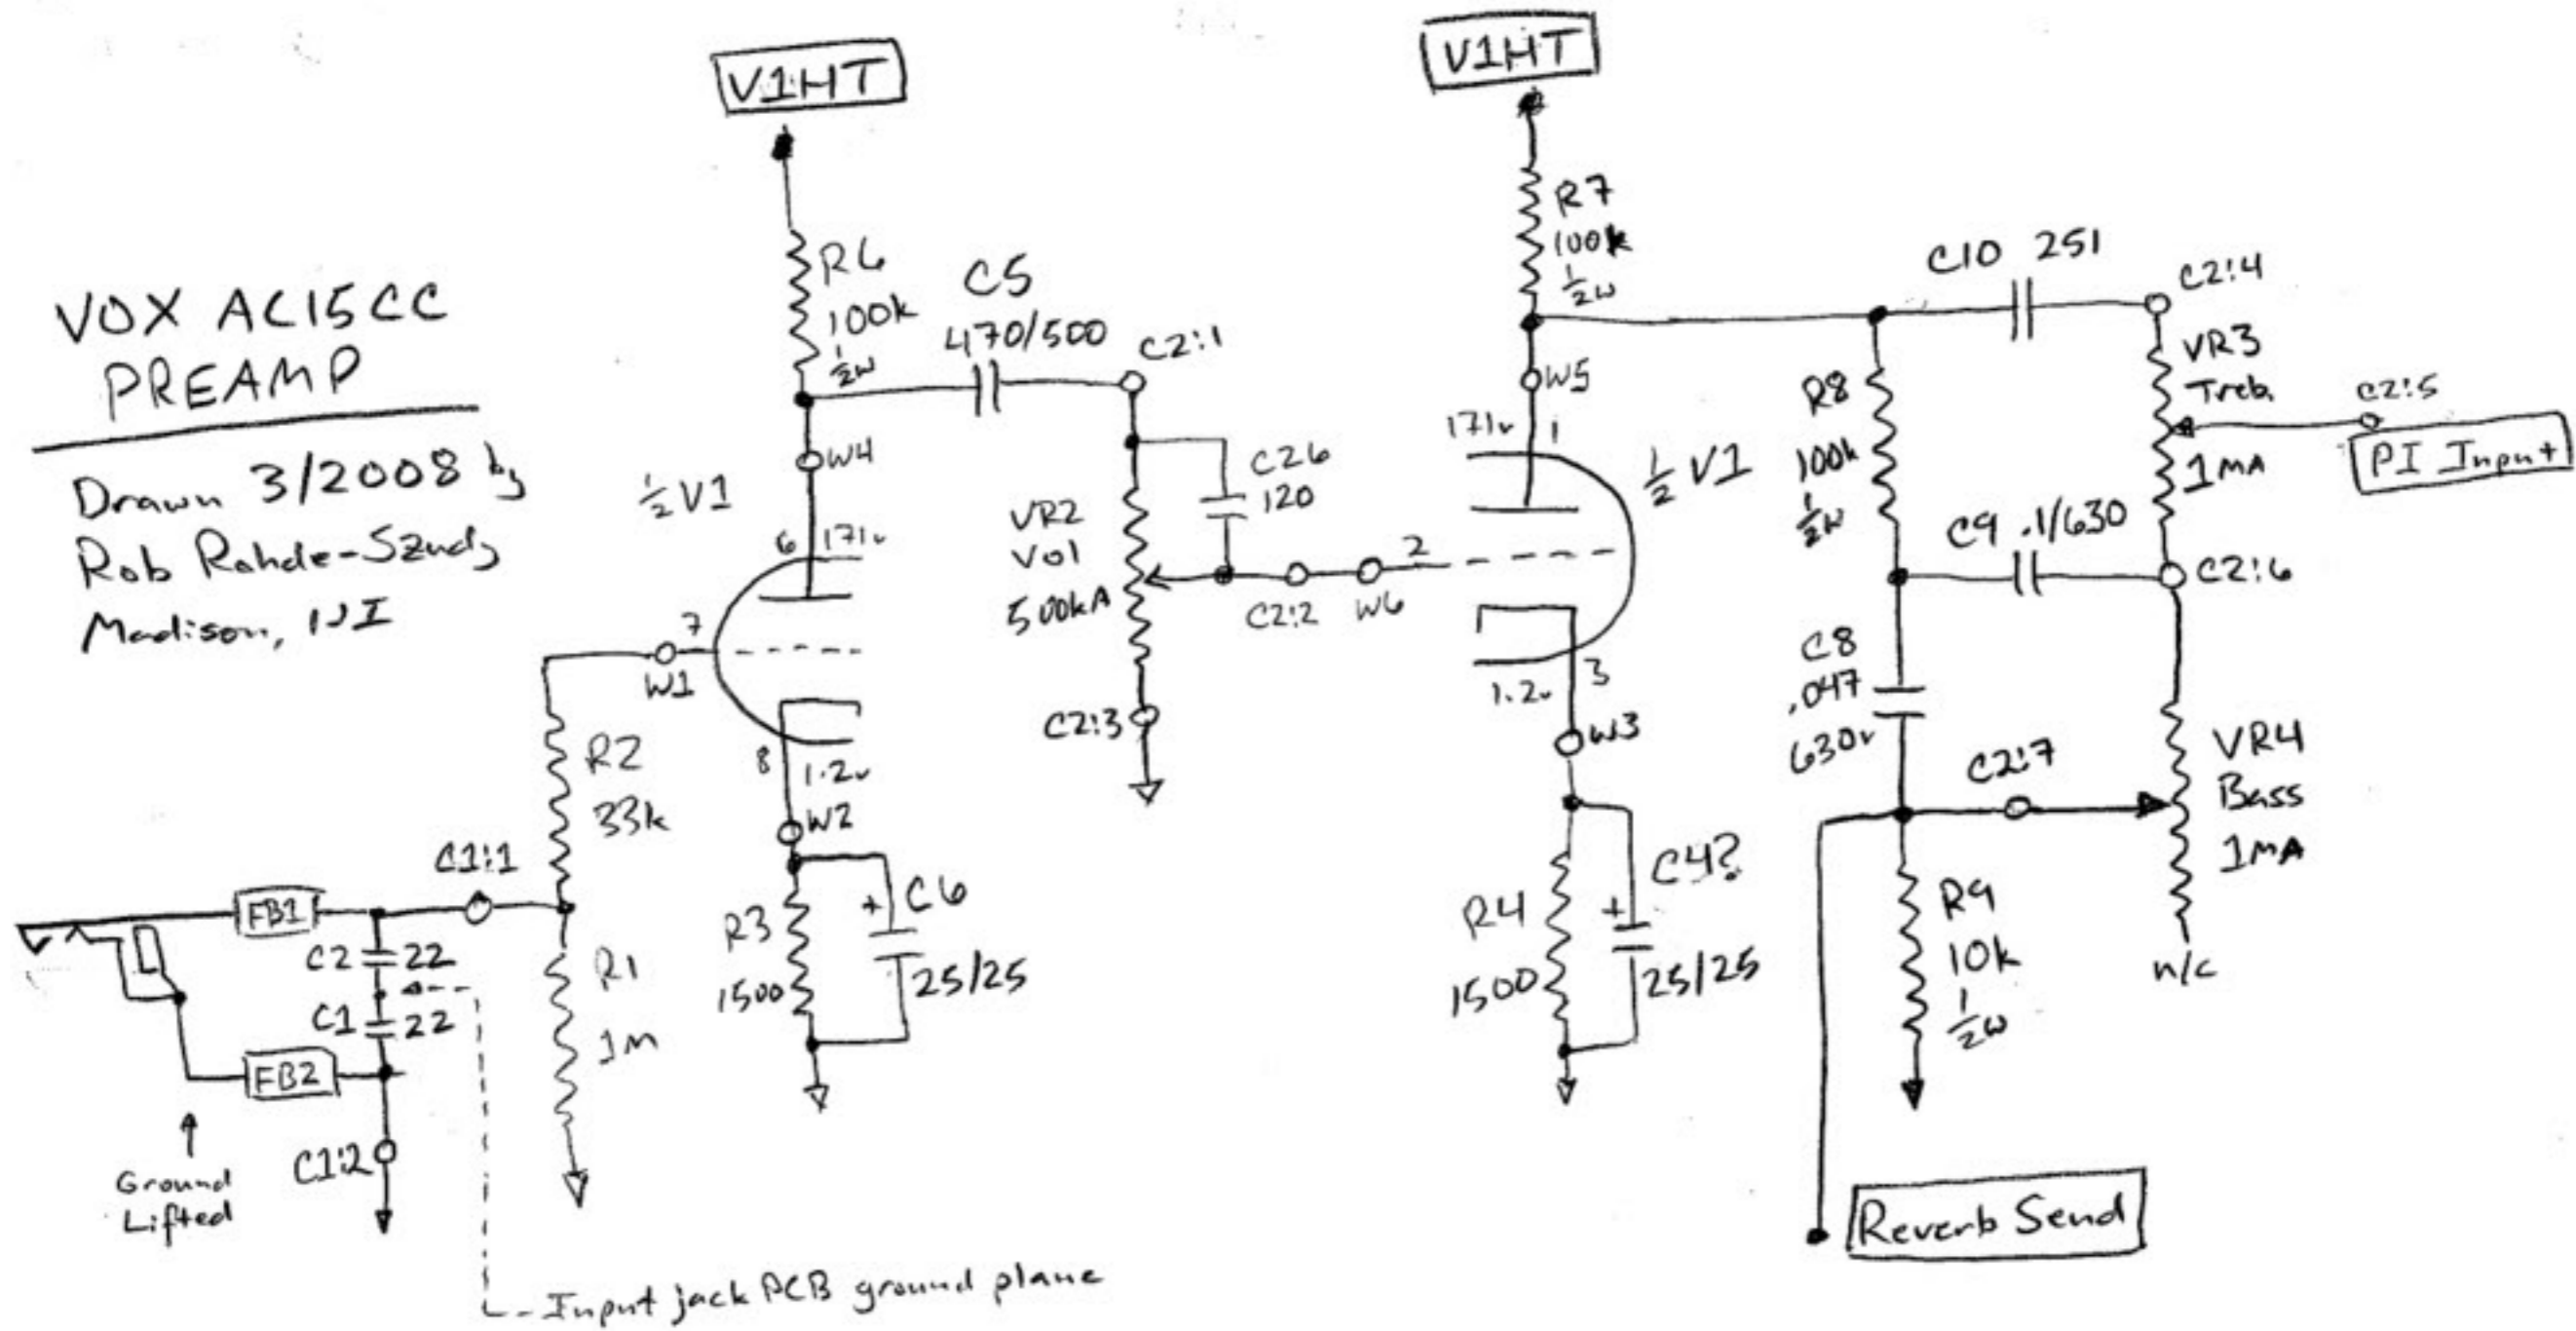 V1HT
V1HT
VOX AC15CC
PREAMP
Drawn 3/2008 by
Rob Rohde-Szudy
Madison, WI
R6
100k
½w
C5
470/500
C2:1
W4
½ V1
6
171v
7
W1
8
1.2v
W2
R2
33k
C1:1
FB1
C2
22
C1
22
FB2
C1:2
Ground
Lifted
R1
1M
R3
1500
+
C6
25/25
Input jack PCB ground plane
VR2
Vol
500kA
C26
120
C2:2
W6
2
C2:3
R7
100k
½w
W5
171v
1
½ V1
3
1.2v
W3
R4
1500
+
C4?
25/25
C10 251
C2:4
VR3
Treb.
1MA
C2:5
PI Input
R8
100k
½w
C9 .1/630
C2:6
C8
.047
630v
C2:7
VR4
Bass
1MA
n/c
R9
10k
½w
Reverb Send